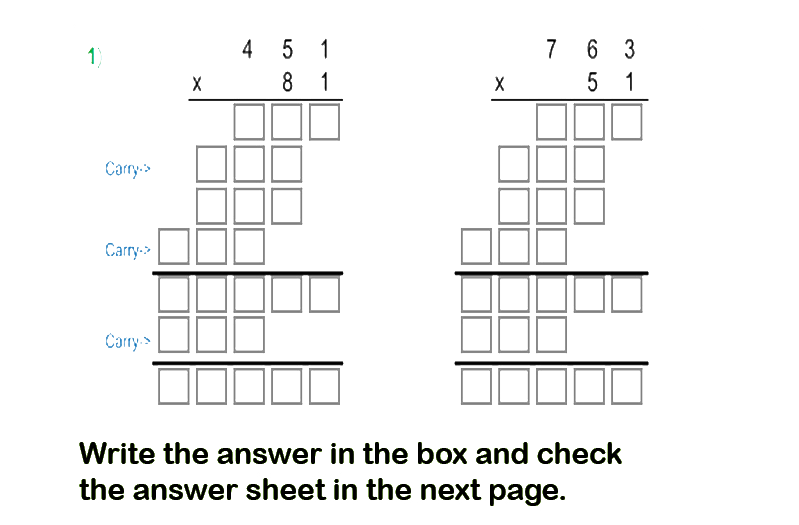 1)
4 5 1
x 8 1
7 6 3
x 5 1
Carry->
Carry->
Carry->
Write the answer in the box and check
the answer sheet in the next page.